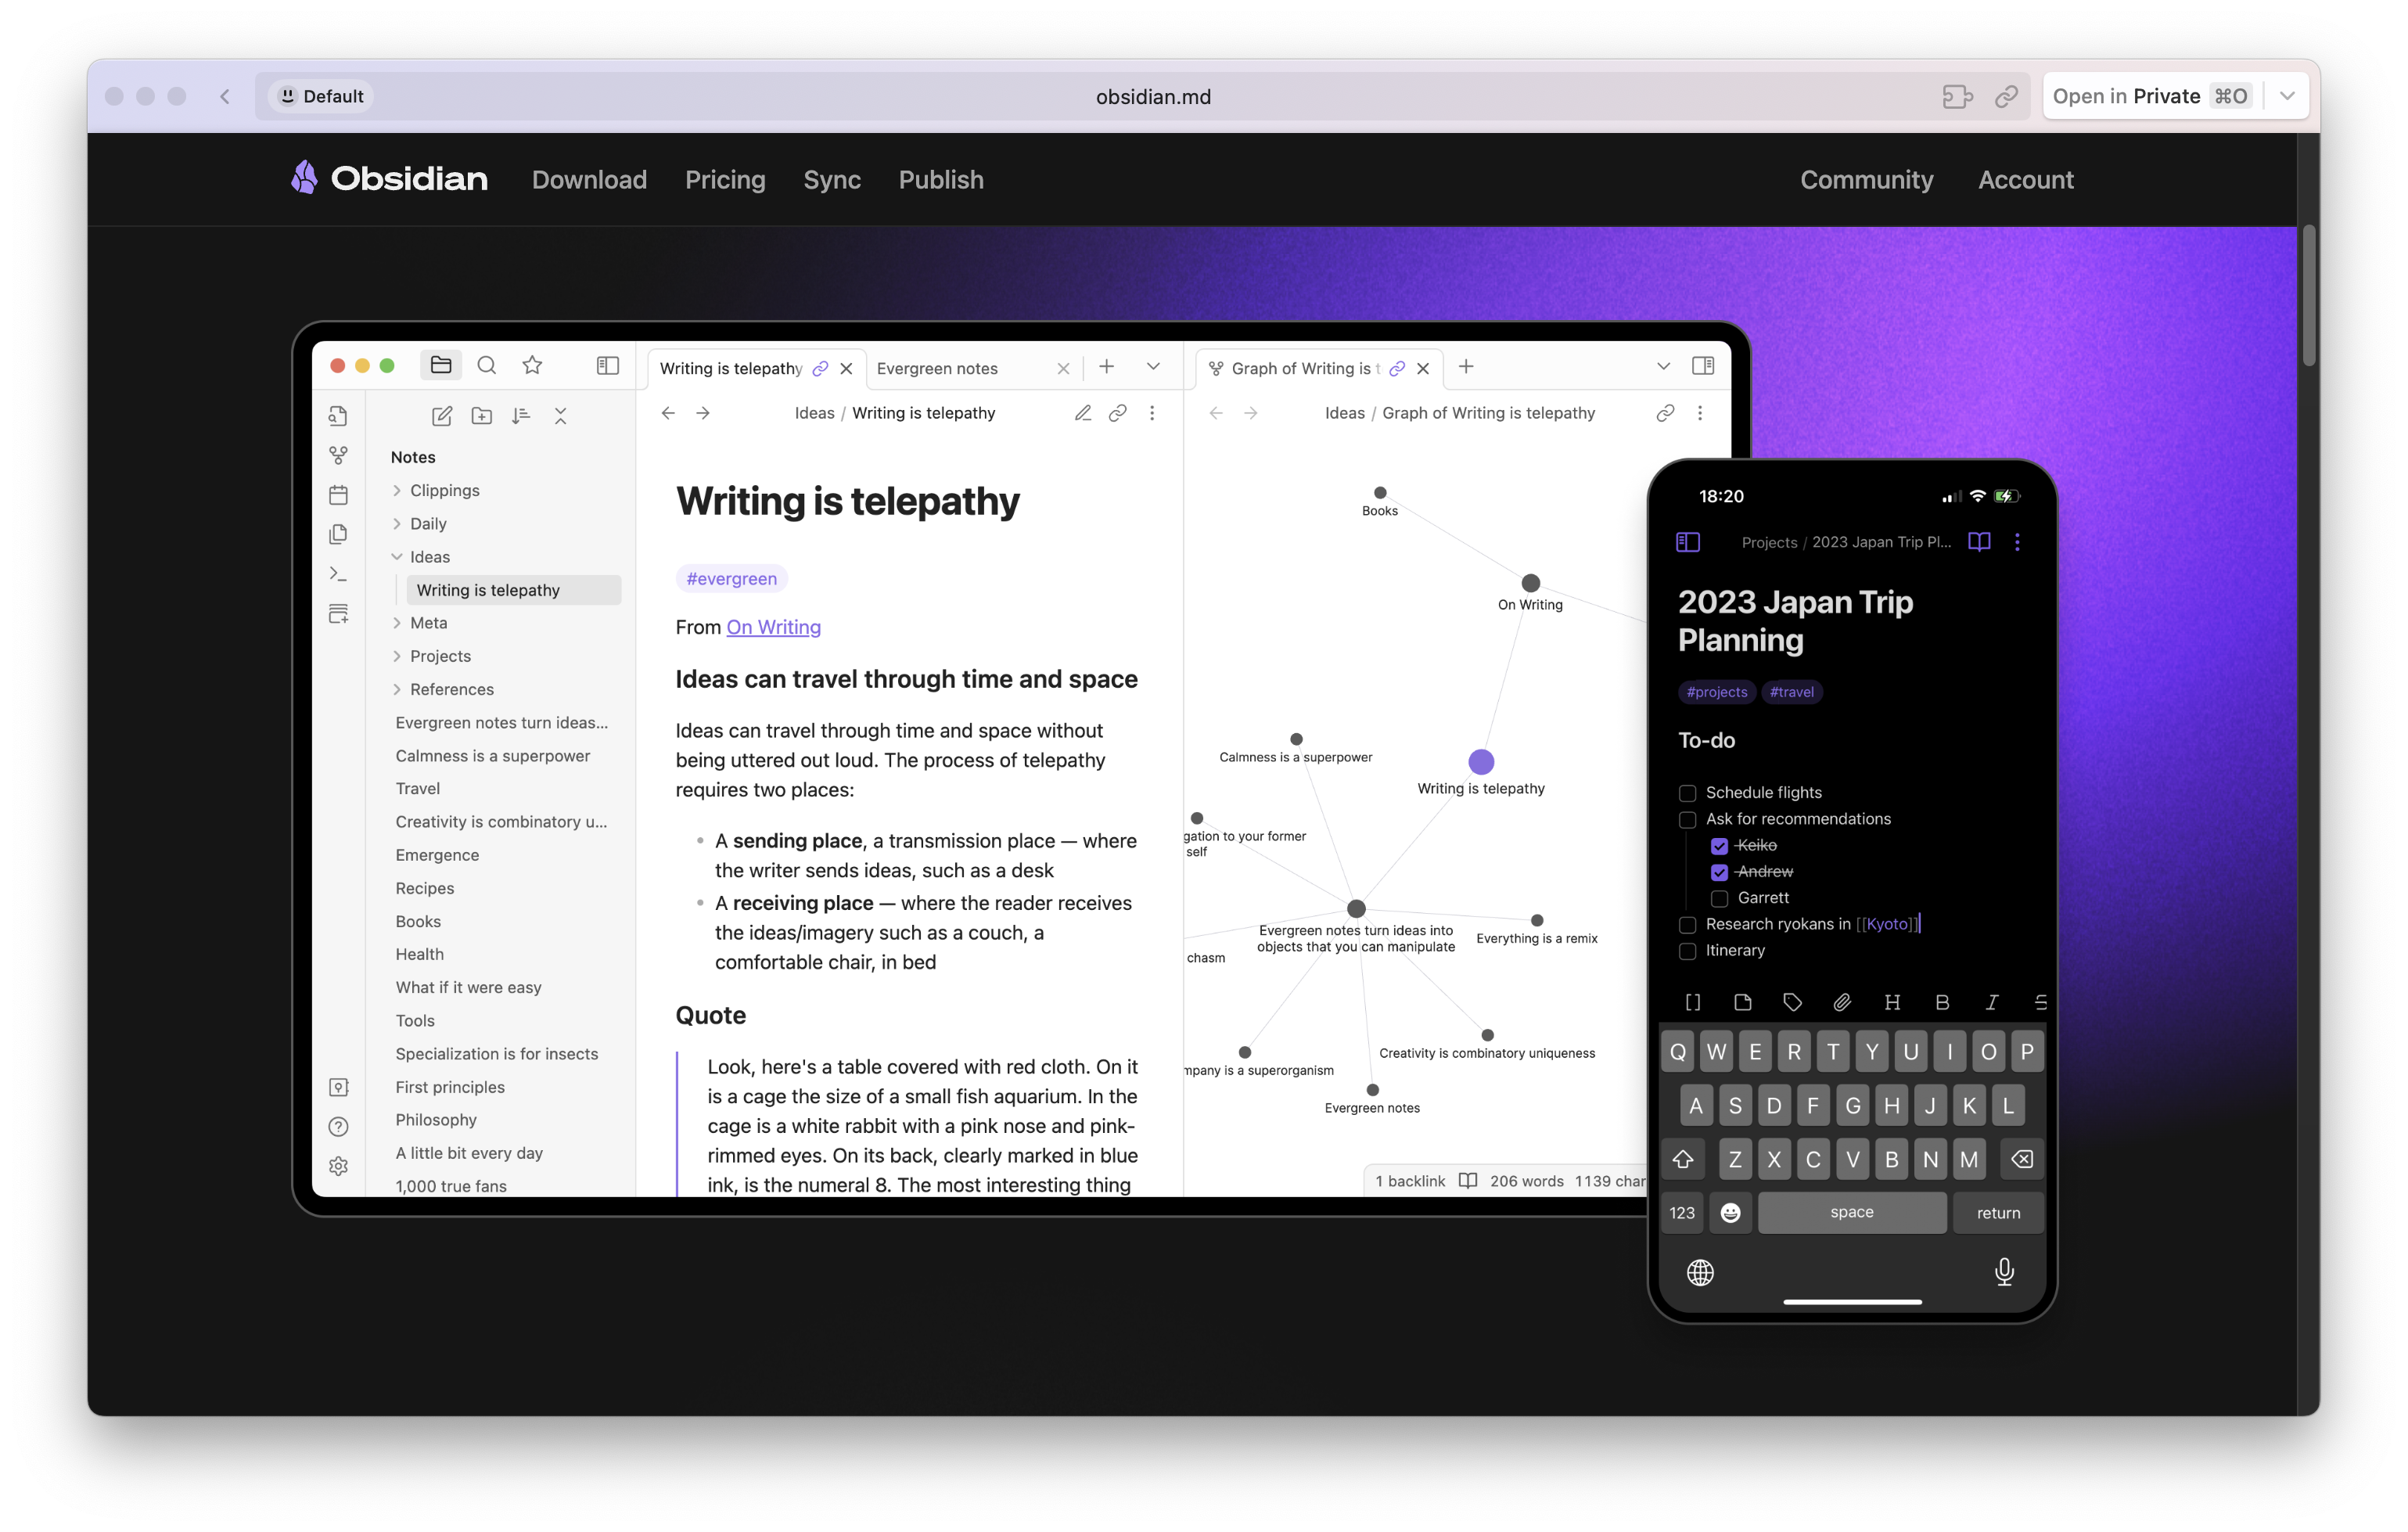 Default
obsidian.md
Open in Private ⌘O
Obsidian
Download
Pricing
Sync
Publish
Community
Account
Writing is telepathy
Evergreen notes
Graph of Writing is t
Ideas / Writing is telepathy
Ideas / Graph of Writing is telepathy
Notes
Clippings
Daily
Ideas
Writing is telepathy
Meta
Projects
References
Evergreen notes turn ideas...
Calmness is a superpower
Travel
Creativity is combinatory u...
Emergence
Recipes
Books
Health
What if it were easy
Tools
Specialization is for insects
First principles
Philosophy
A little bit every day
1,000 true fans
Writing is telepathy
#evergreen
From On Writing
Ideas can travel through time and space
Ideas can travel through time and space without
being uttered out loud. The process of telepathy
requires two places:
• A sending place, a transmission place — where
the writer sends ideas, such as a desk
• A receiving place — where the reader receives
the ideas/imagery such as a couch, a
comfortable chair, in bed
Quote
Look, here's a table covered with red cloth. On it
is a cage the size of a small fish aquarium. In the
cage is a white rabbit with a pink nose and pink-
rimmed eyes. On its back, clearly marked in blue
ink, is the numeral 8. The most interesting thing
Books
On Writing
Calmness is a superpower
Writing is telepathy
gation to your former
self
Evergreen notes turn ideas into
objects that you can manipulate
Everything is a remix
chasm
Creativity is combinatory uniqueness
mpany is a superorganism
Evergreen notes
1 backlink
206 words
1139 char
18:20
Projects / 2023 Japan Trip Pl...
2023 Japan Trip
Planning
#projects #travel
To-do
Schedule flights
Ask for recommendations
Keiko
Andrew
Garrett
Research ryokans in [[Kyoto]]
Itinerary
[] H B I S
Q W E R T Y U I O P
A S D F G H J K L
Z X C V B N M
123 space return